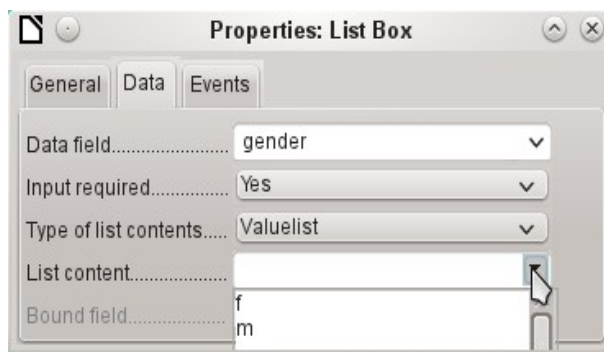 Properties: List Box
General Data Events
Data field....................... gender
Input required................ Yes
Type of list contents..... Valuelist
List content....................
f
m
Bound field....................